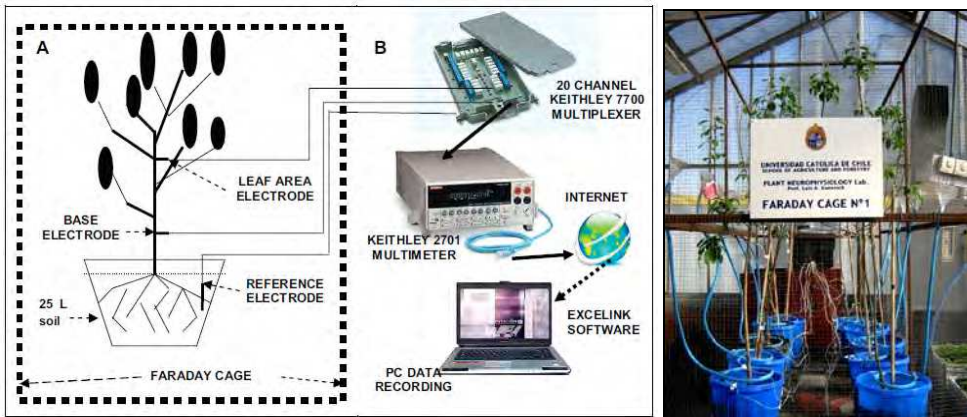 A
B
20 CHANNEL
KEITHLEY 7700
MULTIPLEXER
LEAF AREA
ELECTRODE
BASE
ELECTRODE
INTERNET
KEITHLEY 2701
MULTIMETER
REFERENCE
ELECTRODE
25 L
soil
EXCELINK
SOFTWARE
PC DATA
RECORDING
FARADAY CAGE
UNIVERSIDAD CATOLICA DE CHILE
SCHOOL OF AGRICULTURE AND FORESTRY
PLANT NEUROPHYSIOLOGY Lab.
Prof. Luis A.
FARADAY CAGE N°1